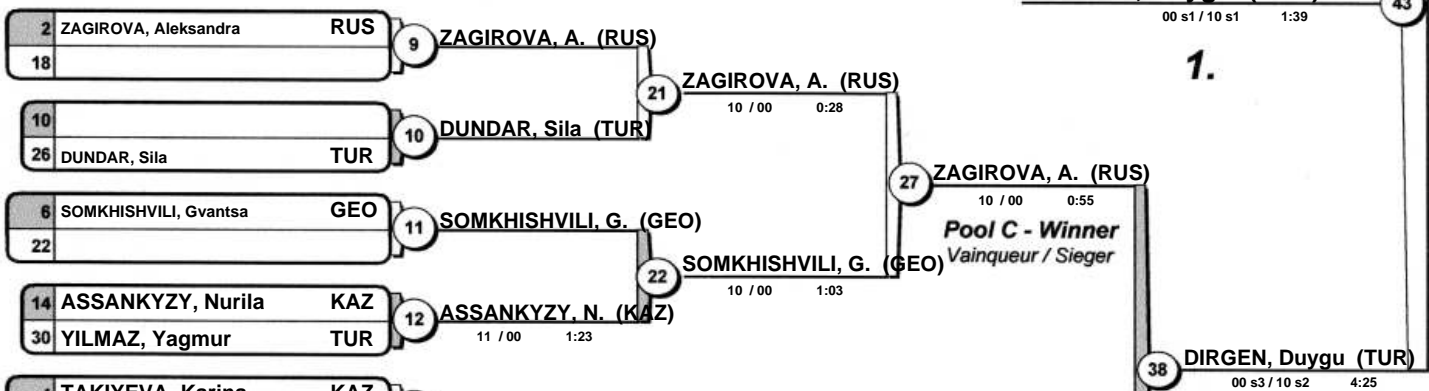 00 s1 / 10 s1 1:39
43
1.
2 ZAGIROVA, Aleksandra RUS
18
9
ZAGIROVA, A. (RUS)
21
ZAGIROVA, A. (RUS)
10 / 00 0:28
10
26 DUNDAR, Sila TUR
10
DUNDAR, Sila (TUR)
27
ZAGIROVA, A. (RUS)
10 / 00 0:55
Pool C - Winner
Vainqueur / Sieger
6 SOMKHISHVILI, Gvantsa GEO
22
11
SOMKHISHVILI, G. (GEO)
22
SOMKHISHVILI, G. (GEO)
10 / 00 1:03
14 ASSANKYZY, Nurila KAZ
30 YILMAZ, Yagmur TUR
12
ASSANKYZY, N. (KAZ)
11 / 00 1:23
38
DIRGEN, Duygu (TUR)
00 s3 / 10 s2 4:25
TAKIYEVA, Karina KAZ